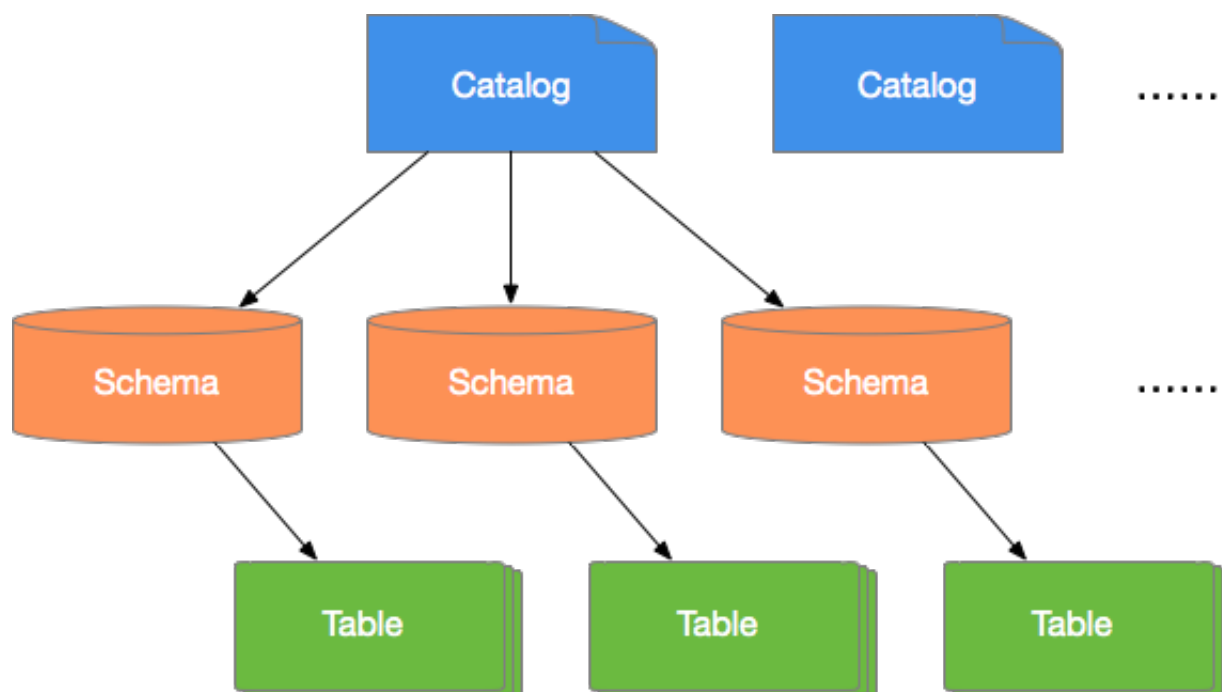 Catalog
Catalog
......
Schema
Schema
Schema
......
Table
Table
Table